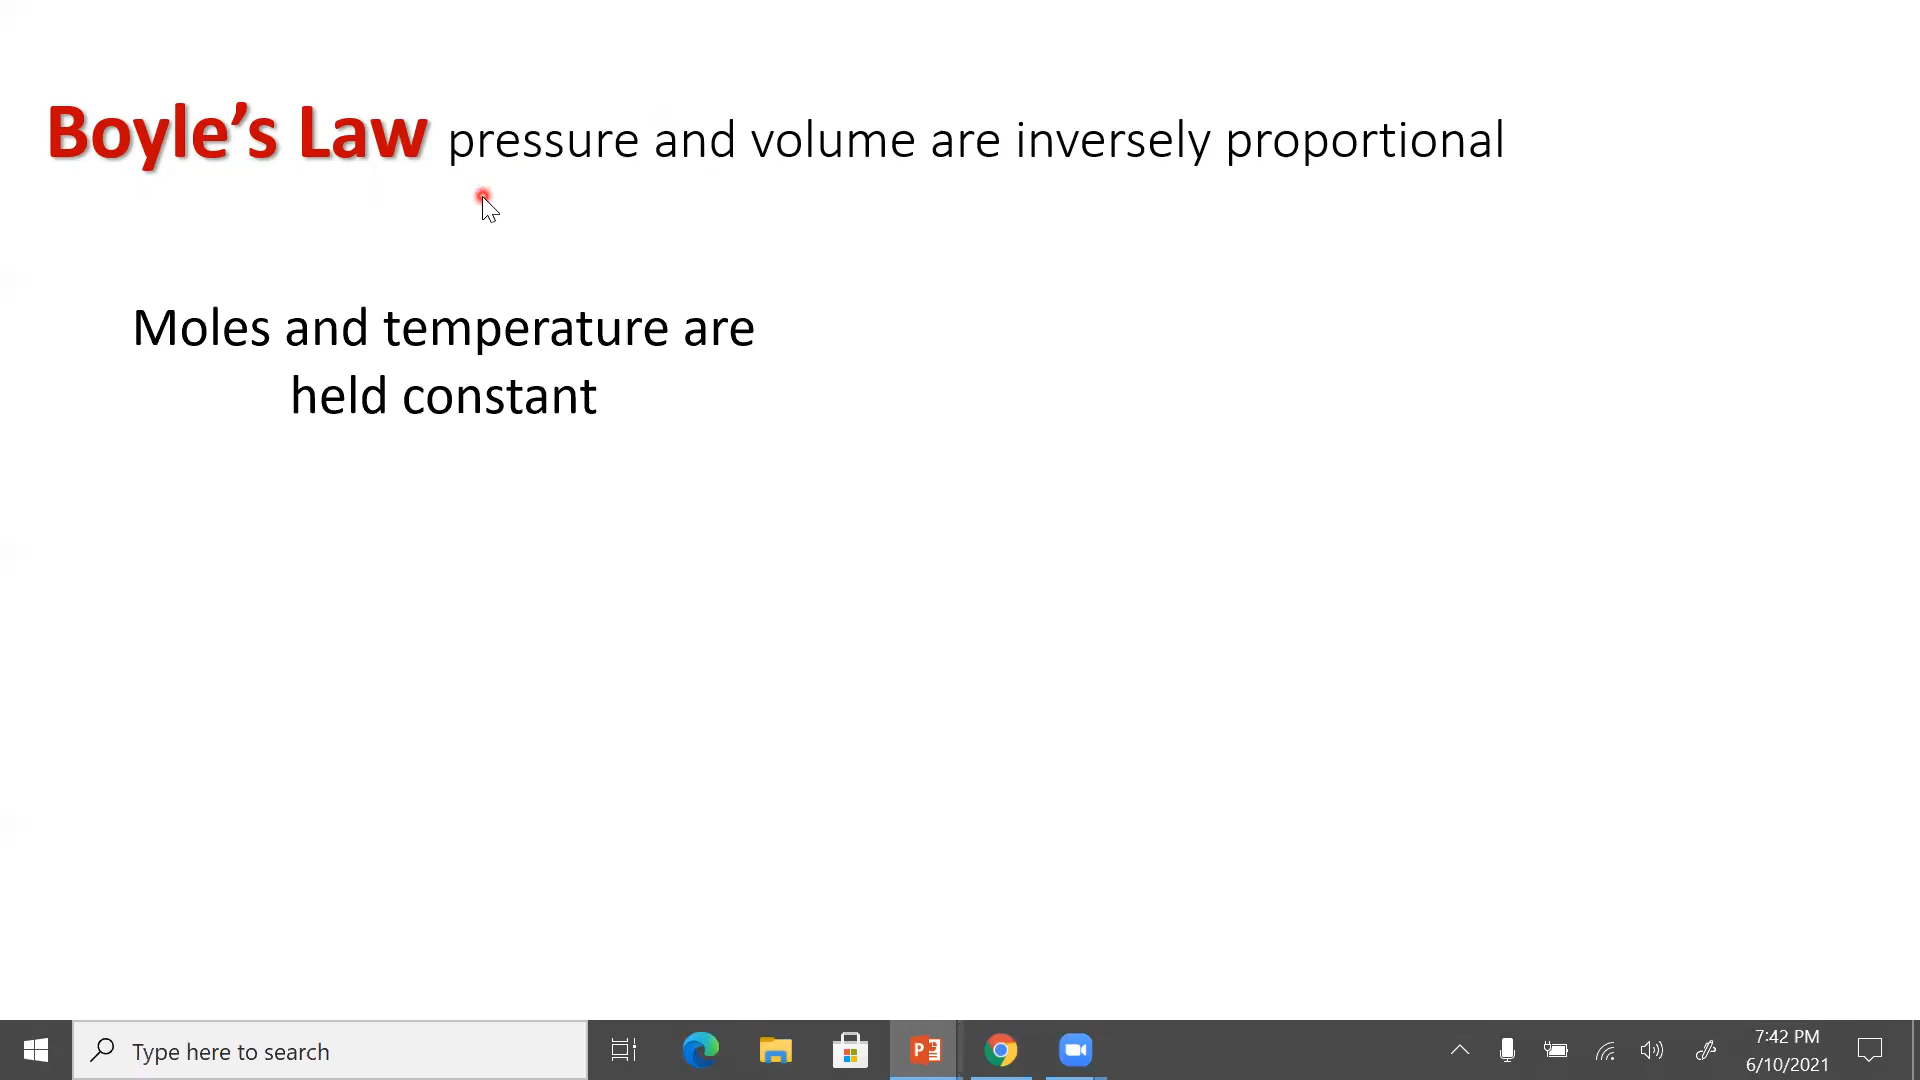 Boyle’s Law pressure and volume are inversely proportional
Moles and temperature are
held constant
Type here to search
7:42 PM
6/10/2021